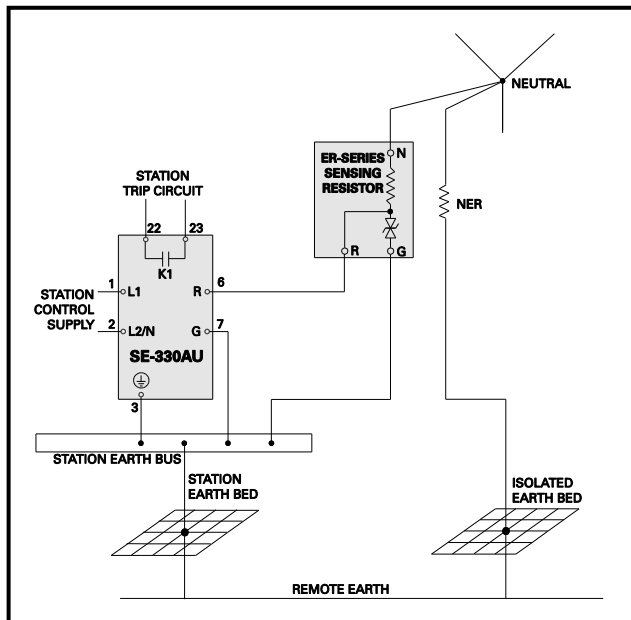 NEUTRAL
N
ER-SERIES
SENSING
RESISTOR
R
G
NER
STATION
TRIP CIRCUIT
22
23
K1
1
L1
R
6
STATION
CONTROL
SUPPLY
2
L2/N
G
7
SE-330AU
3
STATION EARTH BUS
STATION
EARTH BED
ISOLATED
EARTH BED
REMOTE EARTH